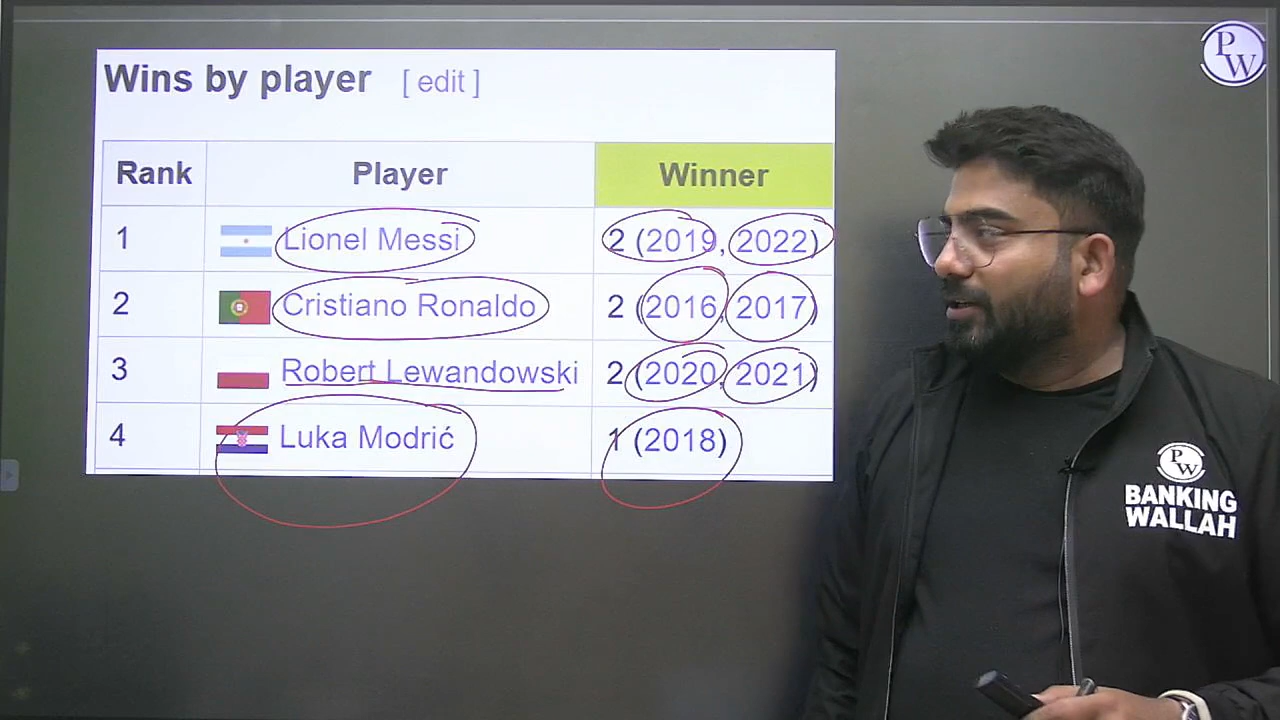 PW
Wins by player [ edit ]
Rank Player Winner
1 Lionel Messi 2 (2019, 2022)
2 Cristiano Ronaldo 2 (2016, 2017)
3 Robert Lewandowski 2 (2020, 2021)
4 Luka Modrić 1 (2018)
PW
BANKING
WALLAH